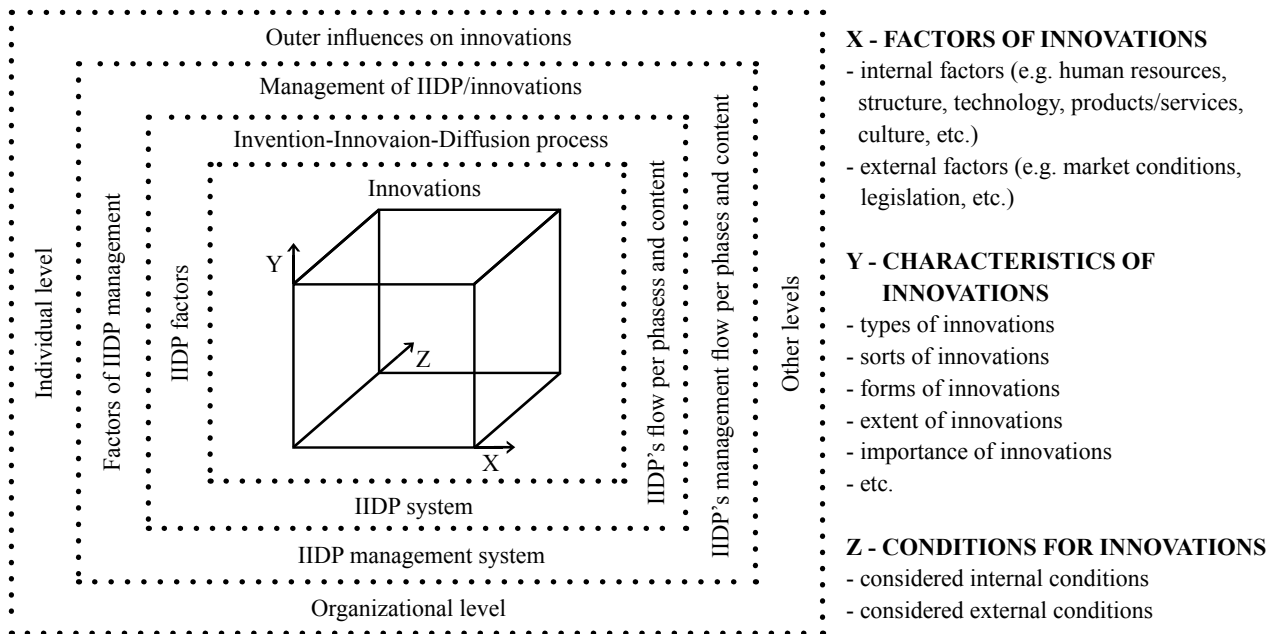 Outer influences on innovations
Management of IIDP/innovations
Invention-Innovaion-Diffusion process
Innovations
Individual level
Factors of IIDP management
IIDP factors
Y
Z
X
IIDP's flow per phasess and content
IIDP's management flow per phases and content
Other levels
IIDP system
IIDP management system
Organizational level
X - FACTORS OF INNOVATIONS
- internal factors (e.g. human resources,
structure, technology, products/services,
culture, etc.)
- external factors (e.g. market conditions,
legislation, etc.)
Y - CHARACTERISTICS OF
INNOVATIONS
- types of innovations
- sorts of innovations
- forms of innovations
- extent of innovations
- importance of innovations
- etc.
Z - CONDITIONS FOR INNOVATIONS
- considered internal conditions
- considered external conditions